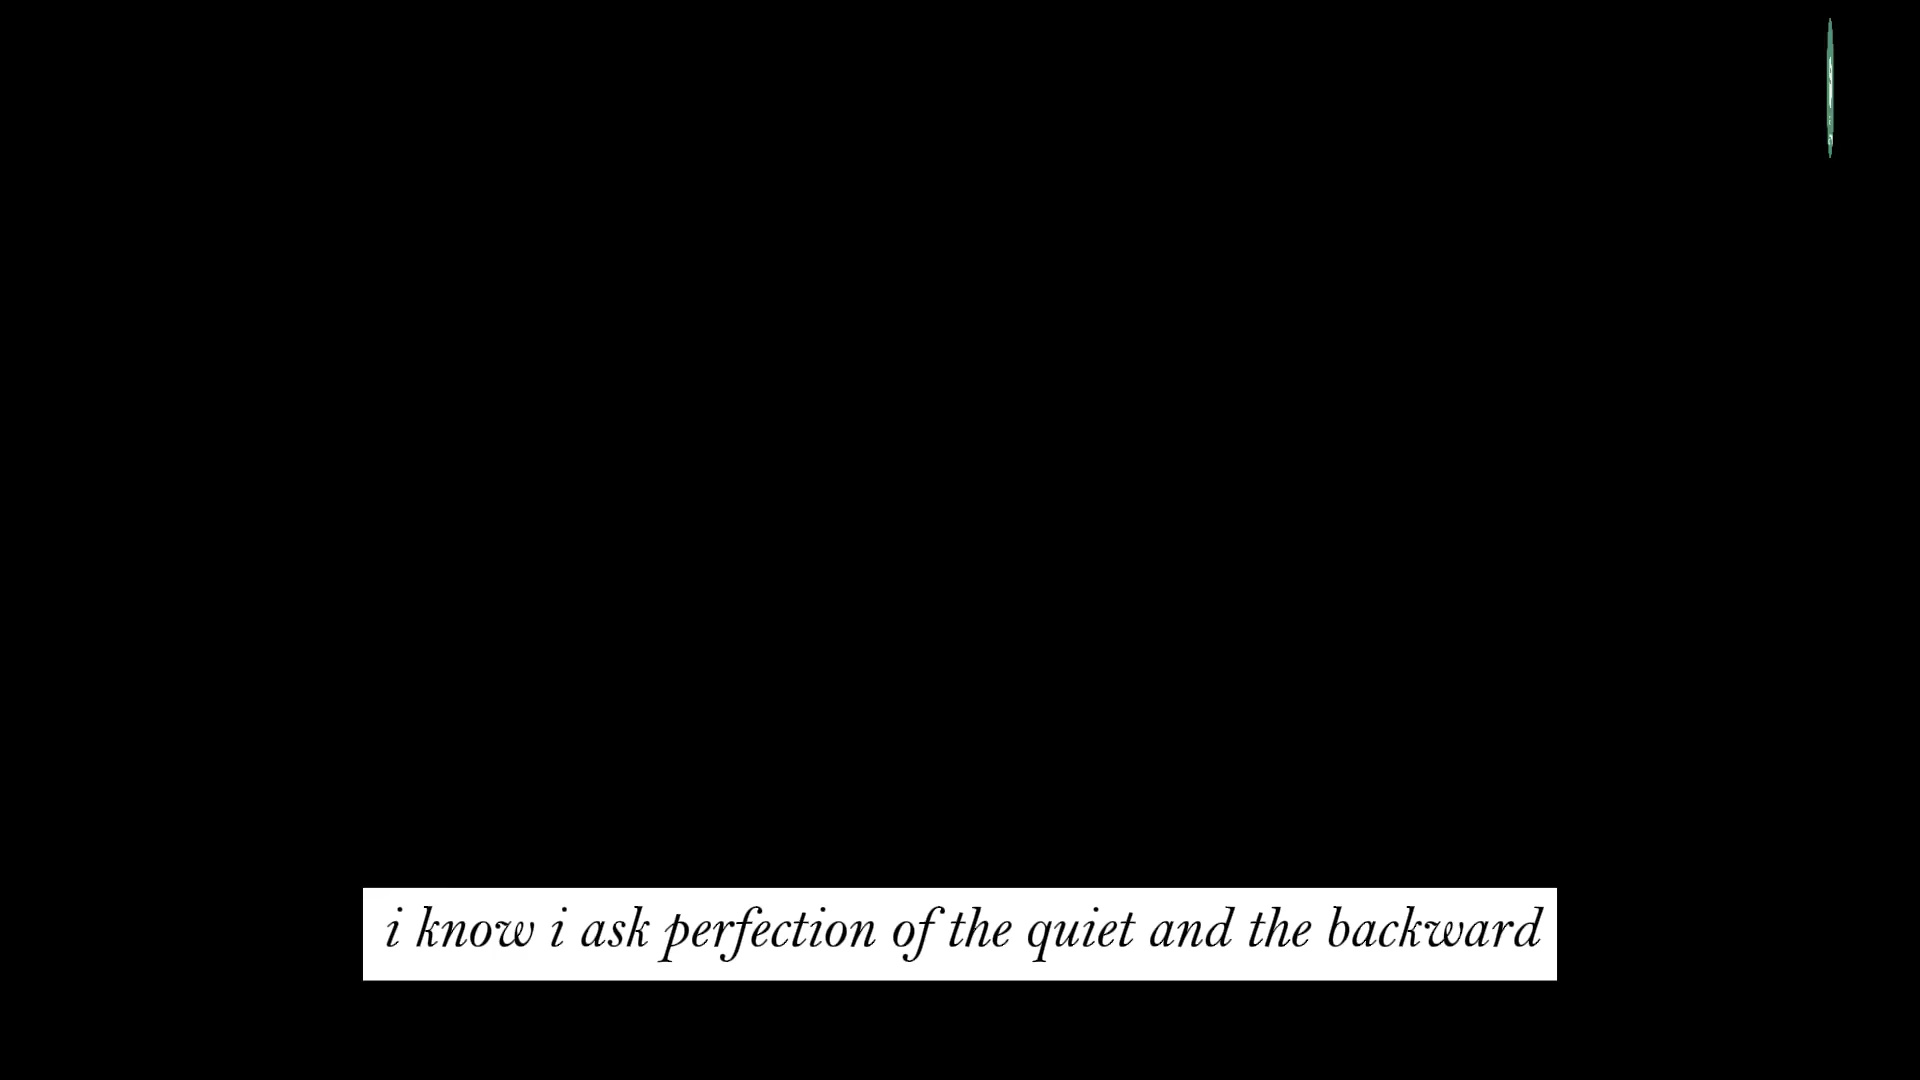 i know i ask perfection of the quiet and the backward